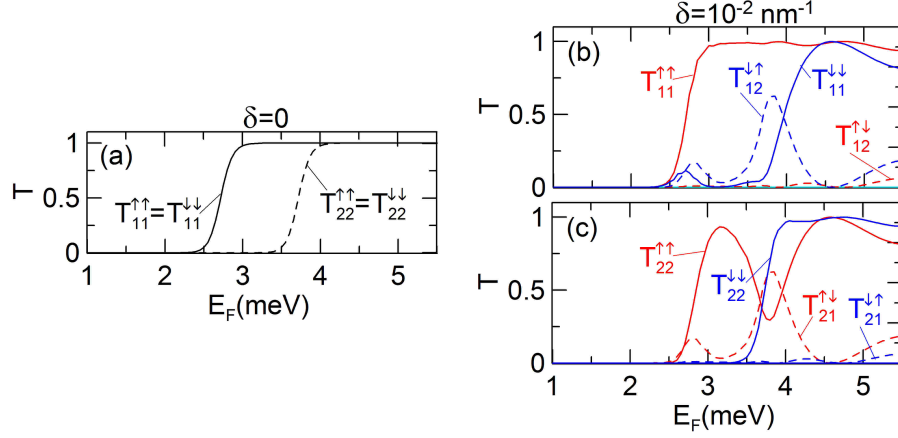 δ=0
(a)
T
1
0.5
0
T₁₁↑↑=T₁₁↓↓
T₂₂↑↑=T₂₂↓↓
1 2 3 4 5
E_F(meV)
δ=10⁻² nm⁻¹
(b)
T
1
0.5
0
T₁₁↑↑
T₁₂↓↑
T₁₁↓↓
T₁₂↑↓
(c)
T
1
0.5
0
T₂₂↑↑
T₂₂↓↓
T₂₁↑↓
T₂₁↓↑
1 2 3 4 5
E_F(meV)